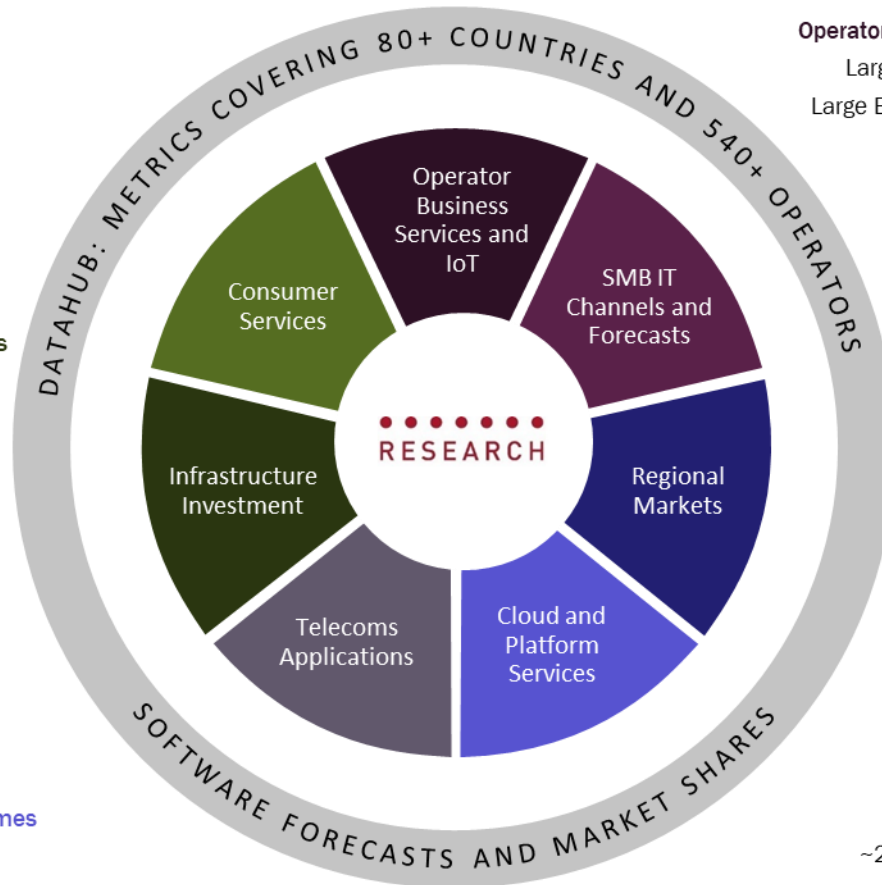 DATAHUB: METRICS COVERING 80+ COUNTRIES AND 540+ OPERATORS
Operator
Operator
Business
Services and
IoT
SMB IT
Channels and
Forecasts
Consumer
Services
RESEARCH
Infrastructure
Investment
Regional
Markets
Telecoms
Applications
Cloud and
Platform
Services
SOFTWARE FORECASTS AND MARKET SHARES